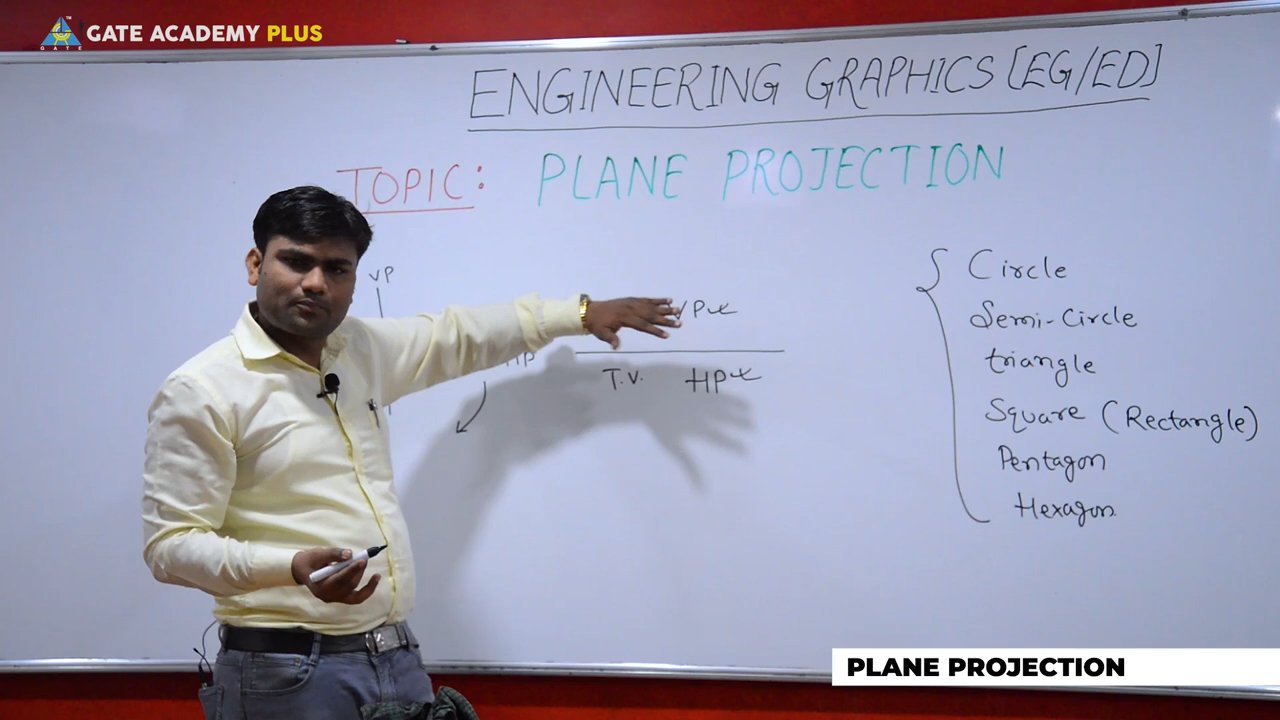 GATE ACADEMY PLUS
GATE
ENGINEERING GRAPHICS [EG/ED]
TOPIC: PLANE PROJECTION
VP
HP
T.V. HP
Circle
Semi-Circle
triangle
Square (Rectangle)
Pentagon
Hexagon
PLANE PROJECTION